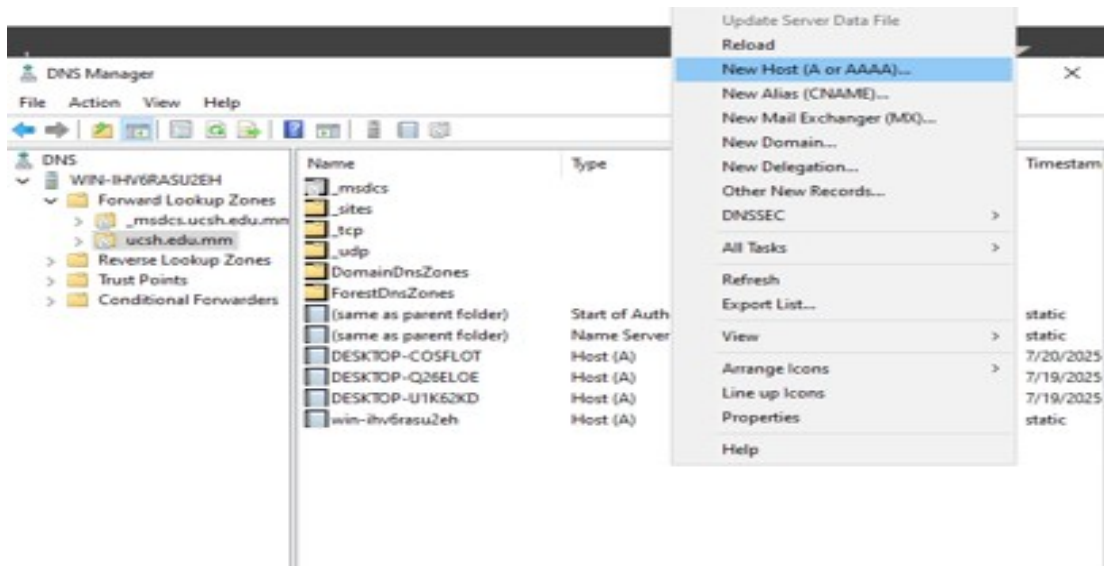 DNS Manager
File Action View Help
DNS
WIN-IHV6RASU2EH
Forward Lookup Zones
_msdcs.ucsh.edu.mm
ucsh.edu.mm
Reverse Lookup Zones
Trust Points
Conditional Forwarders
Name Type Timestam
_msdcs
_sites
_tcp
_udp
DomainDnsZones
ForestDnsZones
(same as parent folder) Start of Auth static
(same as parent folder) Name Server static
DESKTOP-COSFLOT Host (A) 7/20/2025
DESKTOP-Q26ELOE Host (A) 7/19/2025
DESKTOP-U1K62KD Host (A) 7/19/2025
win-ihv6rasu2eh Host (A) static
Update Server Data File
Reload
New Host (A or AAAA)...
New Alias (CNAME)...
New Mail Exchanger (MX)...
New Domain...
New Delegation...
Other New Records...
DNSSEC
All Tasks
Refresh
Export List...
View
Arrange Icons
Line up Icons
Properties
Help